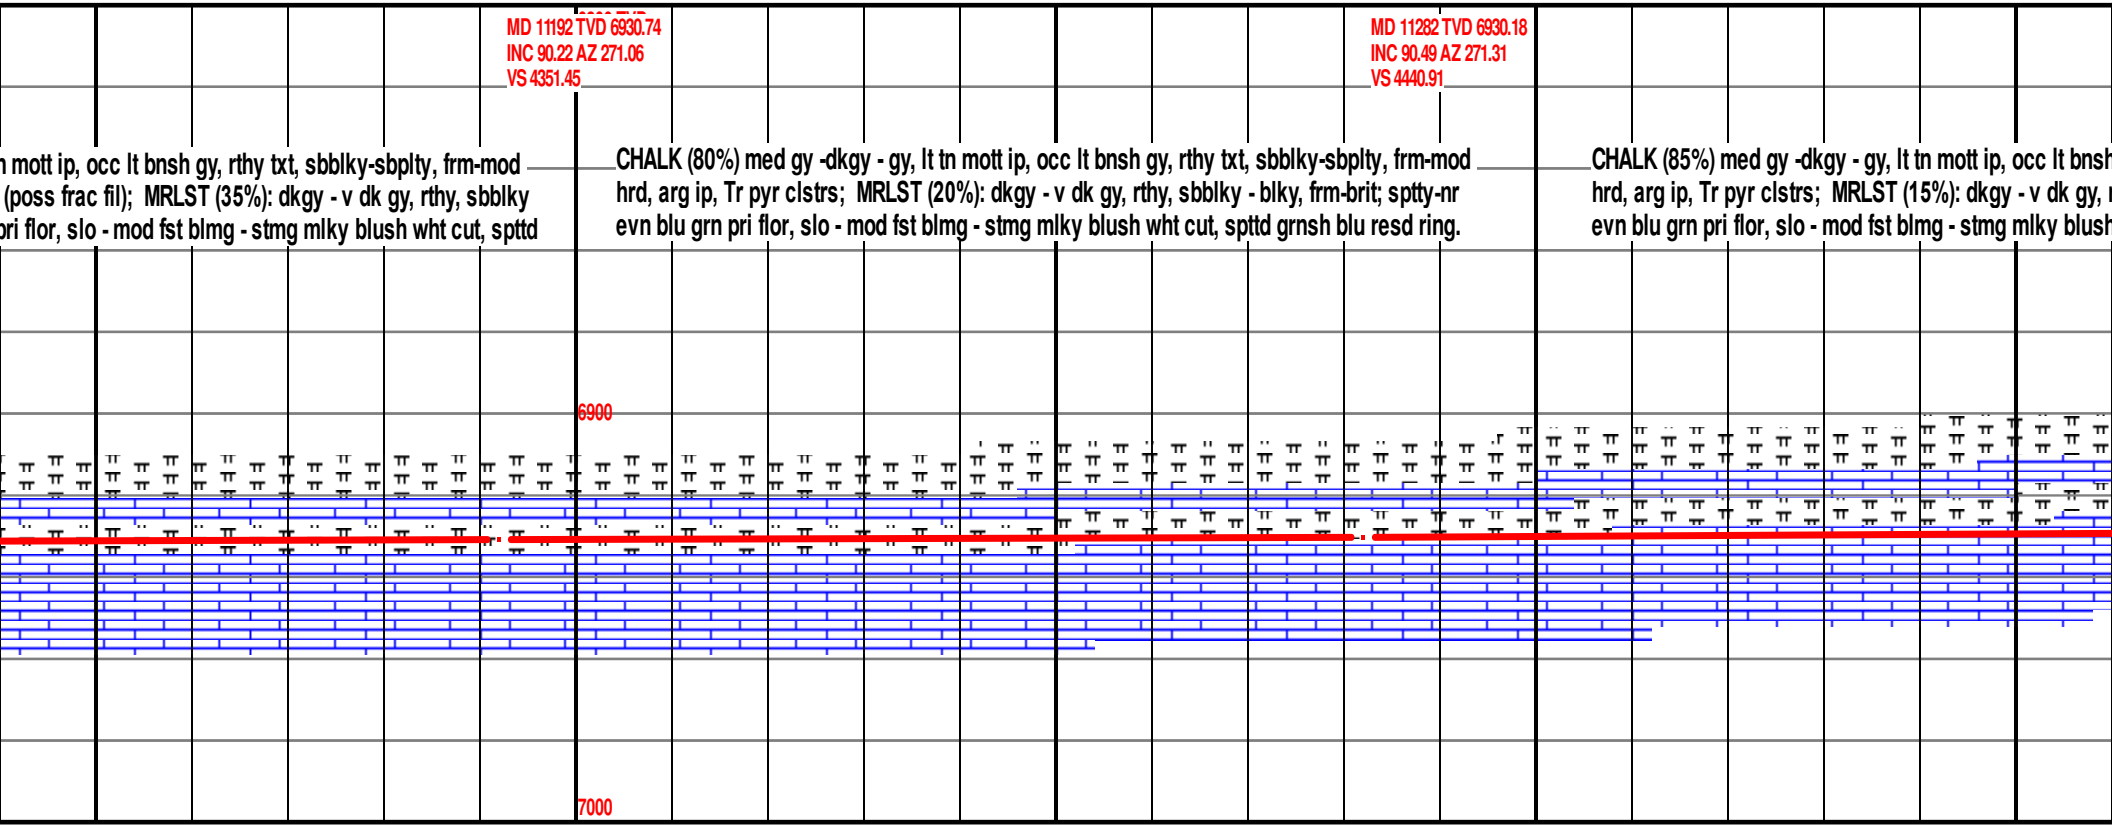 MD 11192 TVD 6930.74
INC 90.22 AZ 271.06
VS 4351.45
MD 11282 TVD 6930.18
INC 90.49 AZ 271.31
VS 4440.91
mott ip, occ lt bnsh gy, rthy txt, sbblky-sbplty, frm-mod
(poss frac fil); MRLST (35%): dkgy - v dk gy, rthy, sbblky
pri flor, slo - mod fst blmg - stmg mlky blush wht cut, spttd
CHALK (80%) med gy -dkgy - gy, lt tn mott ip, occ lt bnsh gy, rthy txt, sbblky-sbplty, frm-mod
hrd, arg ip, Tr pyr clstrs; MRLST (20%): dkgy - v dk gy, rthy, sbblky - blky, frm-brit; sptty-nr
evn blu grn pri flor, slo - mod fst blmg - stmg mlky blush wht cut, spttd grnsh blu resd ring.
CHALK (85%) med gy -dkgy - gy, lt tn mott ip, occ lt bnsh
hrd, arg ip, Tr pyr clstrs; MRLST (15%): dkgy - v dk gy,
evn blu grn pri flor, slo - mod fst blmg - stmg mlky blush
6900
7000